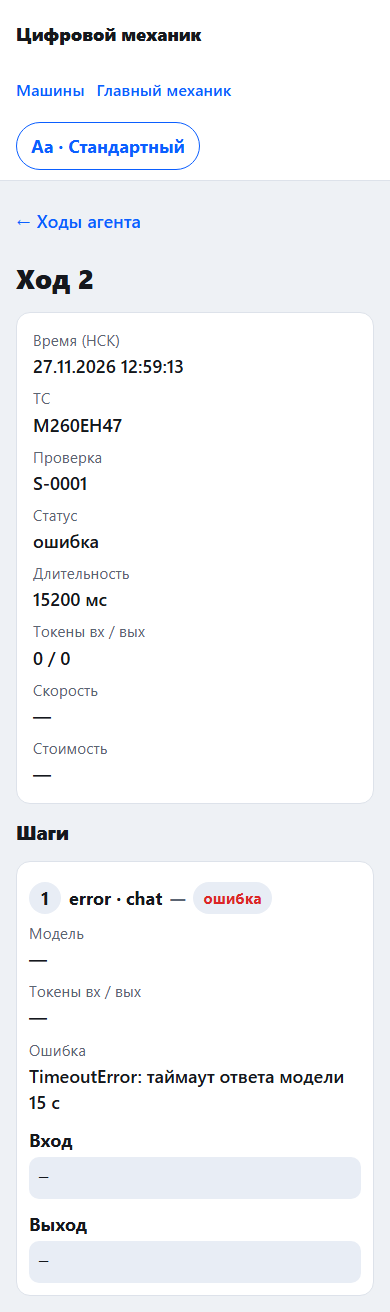 Цифровой механик
Машины Главный механик
Аа · Стандартный
← Ходы агента
Ход 2
Время (НСК)
27.11.2026 12:59:13
ТС
М260ЕН47
Проверка
S-0001
Статус
ошибка
Длительность
15200 мс
Токены вх / вых
0 / 0
Скорость
—
Стоимость
—
Шаги
1 error · chat — ошибка
Модель
—
Токены вх / вых
—
Ошибка
TimeoutError: таймаут ответа модели
15 с
Вход
—
Выход
—